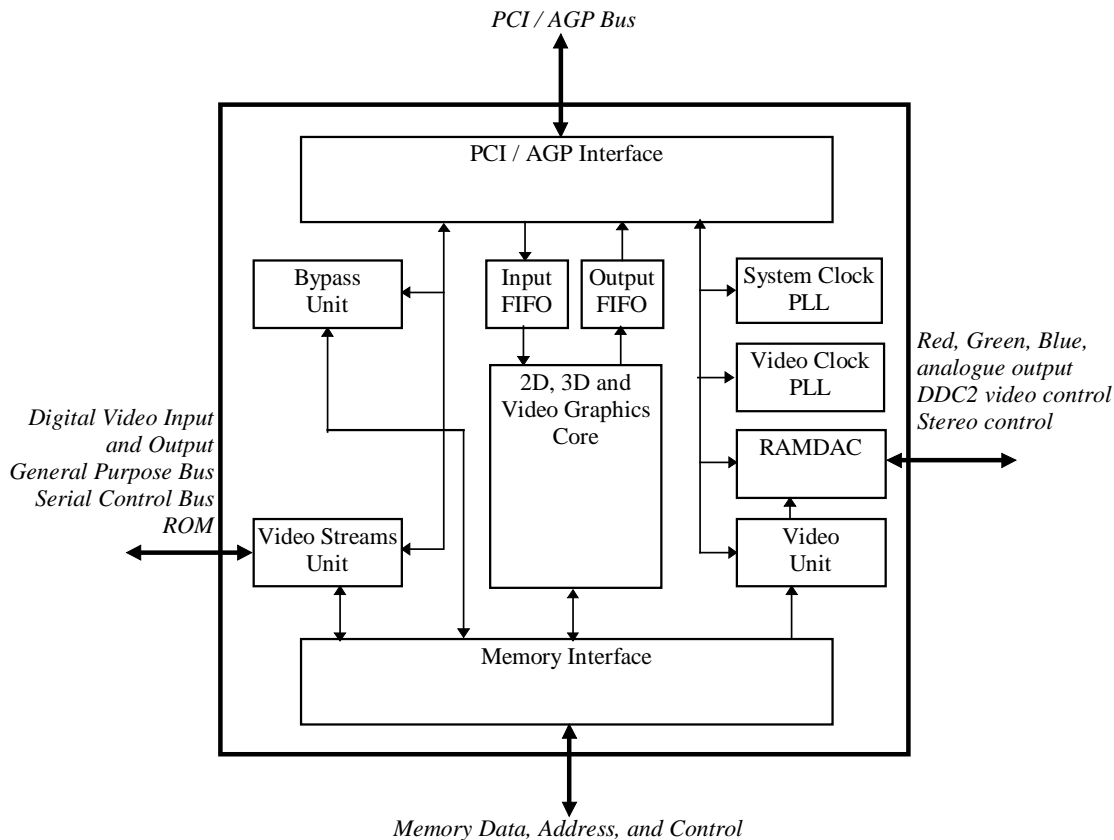 PCI / AGP Bus
PCI / AGP Interface
Bypass
Unit
Input
FIFO
Output
FIFO
System Clock
PLL
Video Clock
PLL
2D, 3D and
Video Graphics
Core
RAMDAC
Red, Green, Blue,
analogue output
DDC2 video control
Stereo control
Digital Video Input
and Output
General Purpose Bus
Serial Control Bus
ROM
Video Streams
Unit
Video
Unit
Memory Interface
Memory Data, Address, and Control